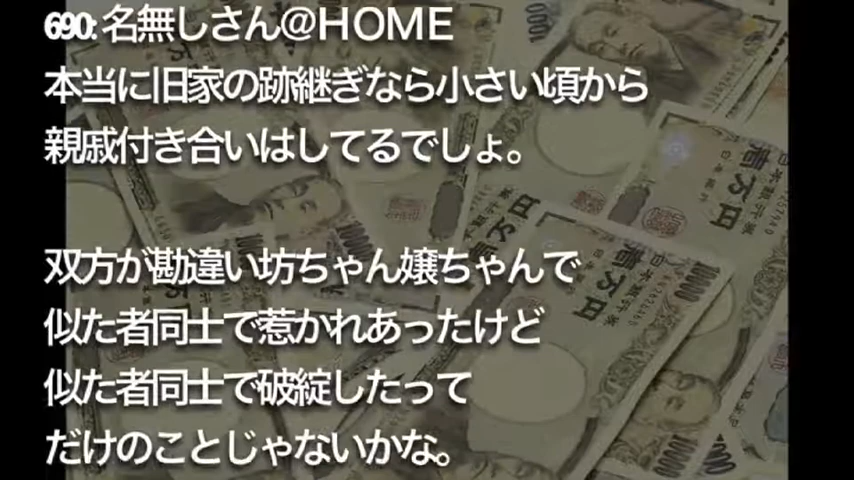 690: 名無しさん@HOME
本当に旧家の跡継ぎなら小さい頃から
親戚付き合いはしてるでしょ。
双方が勘違い坊ちゃん嬢ちゃんで
似た者同士で惹かれあったけど
似た者同士で破綻したって
だけのことじゃないかな。